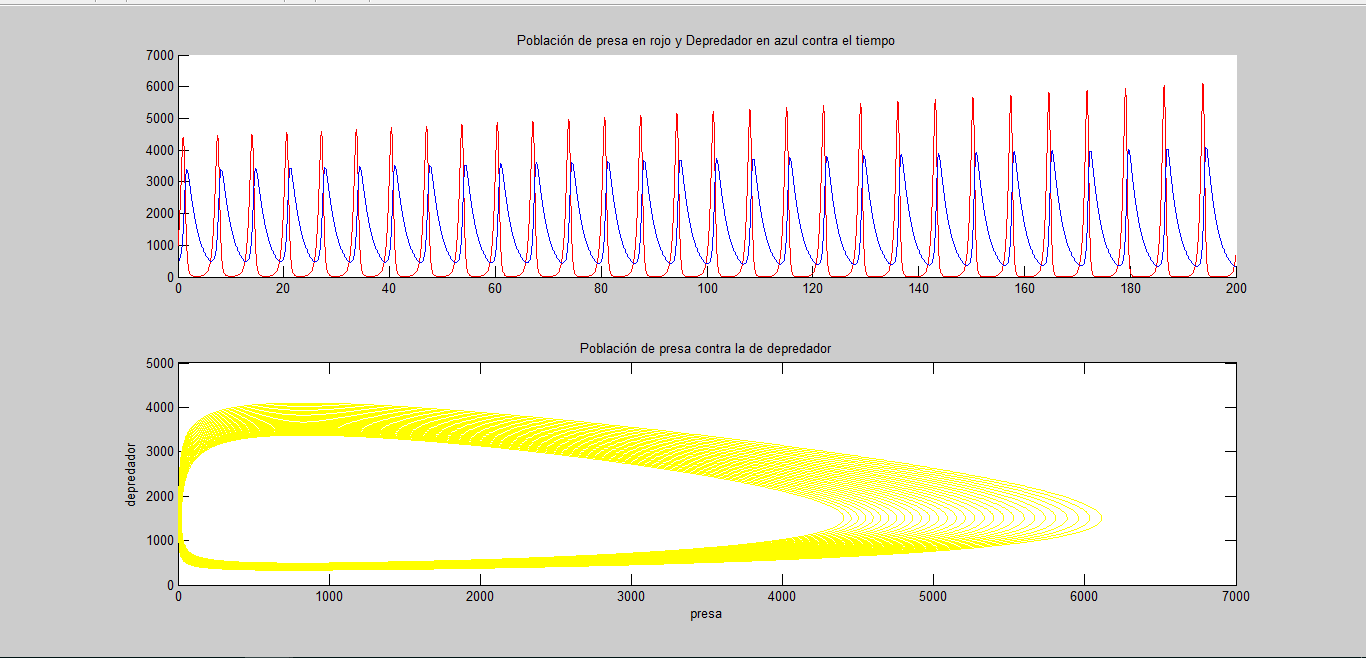 Población de presa en rojo y Depredador en azul contra el tiempo
7000
6000
5000
4000
3000
2000
1000
0
0 20 40 60 80 100 120 140 160 180 200
Población de presa contra la de depredador
5000
4000
3000
2000
1000
0
depredador
0 1000 2000 3000 4000 5000 6000 7000
presa